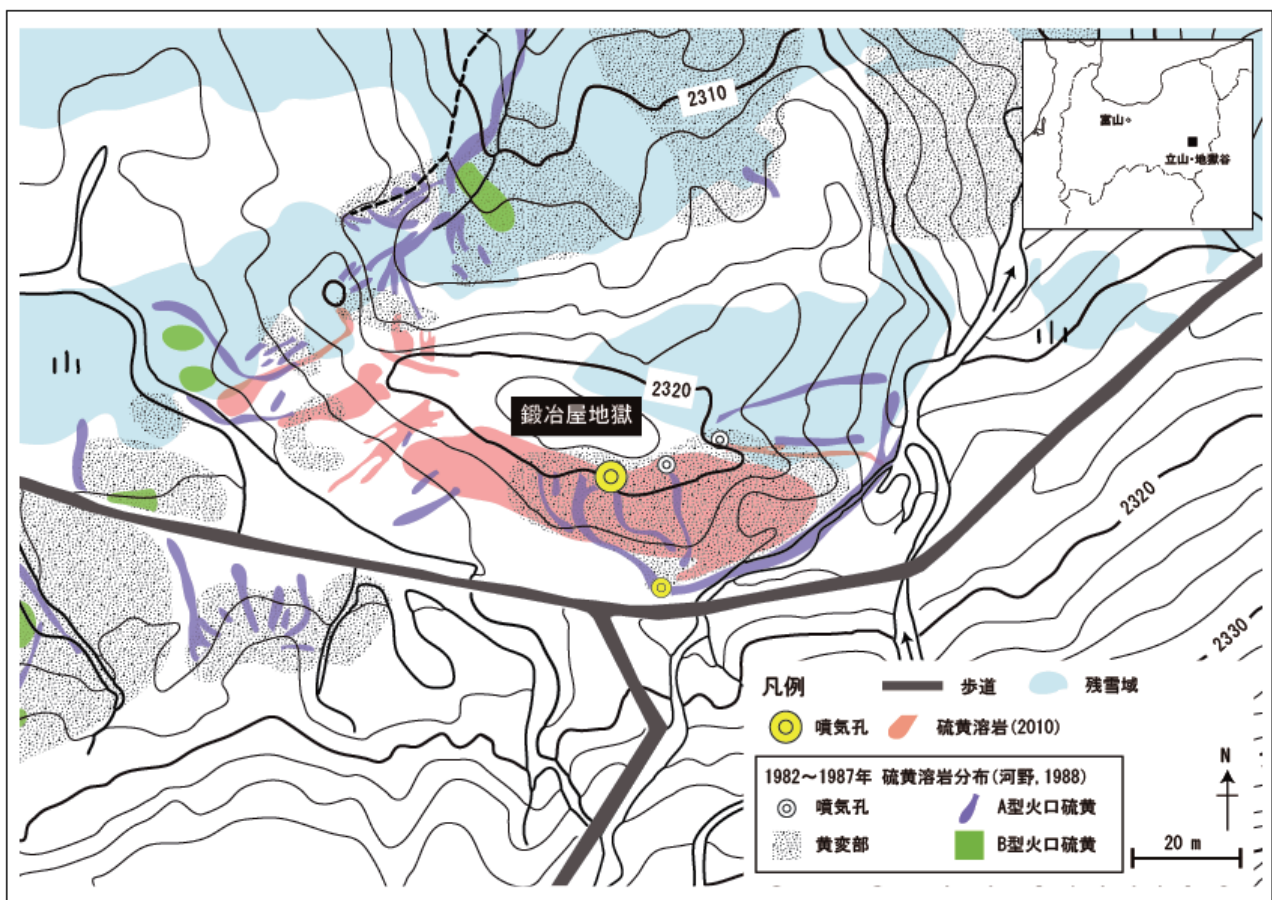 2310
富山
立山・地獄谷
2320
鍛冶屋地獄
2320
2330
凡例
歩道
残雪域
噴気孔
硫黄溶岩(2010)
1982～1987年 硫黄溶岩分布(河野, 1988)
噴気孔
A型火口硫黄
黄変部
B型火口硫黄
N
20 m